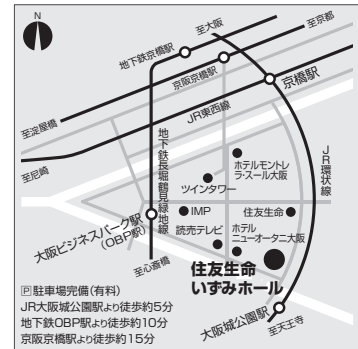 N
至大阪
至京都
地下鉄京橋駅
京阪京橋駅
京橋駅
至淀屋橋
JR東西線
至尼崎
地下鉄長堀鶴見緑地線
JR環状線
ホテルモントレ
ラ・スール大阪
ツインタワー
IMP
住友生命
読売テレビ
ホテル
ニューオータニ大阪
大阪ビジネスパーク駅
(OBP駅)
至心斎橋
住友生命
いずみホール
P 駐車場完備(有料)
JR大阪城公園駅より徒歩約5分
地下鉄OBP駅より徒歩約10分
京阪京橋駅より徒歩約15分
大阪城公園駅
至天王寺